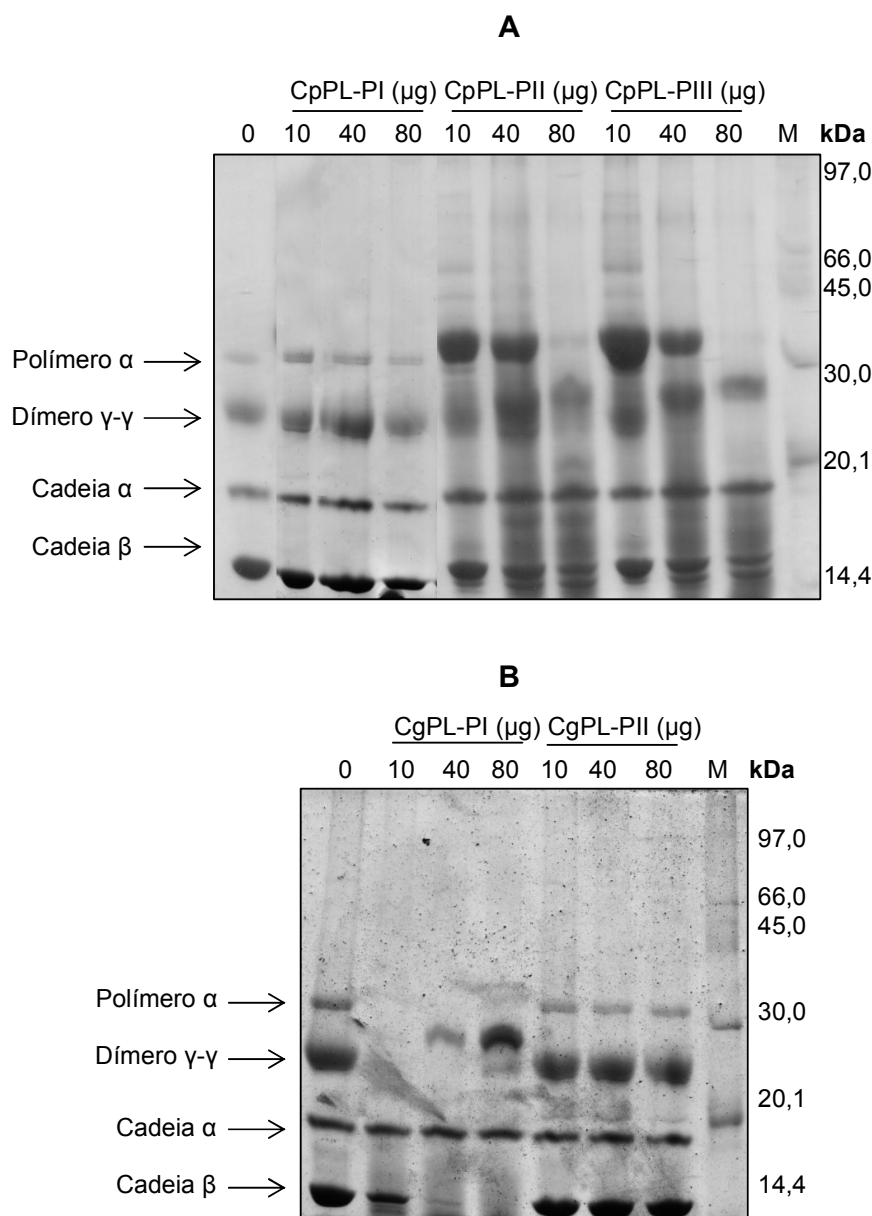 A
CpPL-PI (µg) CpPL-PII (µg) CpPL-PIII (µg)
0 10 40 80 10 40 80 10 40 80 M kDa
97,0
66,0
45,0
Polímero α
30,0
Dímero γ-γ
20,1
Cadeia α
Cadeia β
14,4
B
CgPL-PI (µg) CgPL-PII (µg)
0 10 40 80 10 40 80 M kDa
97,0
66,0
45,0
Polímero α
30,0
Dímero γ-γ
20,1
Cadeia α
Cadeia β
14,4